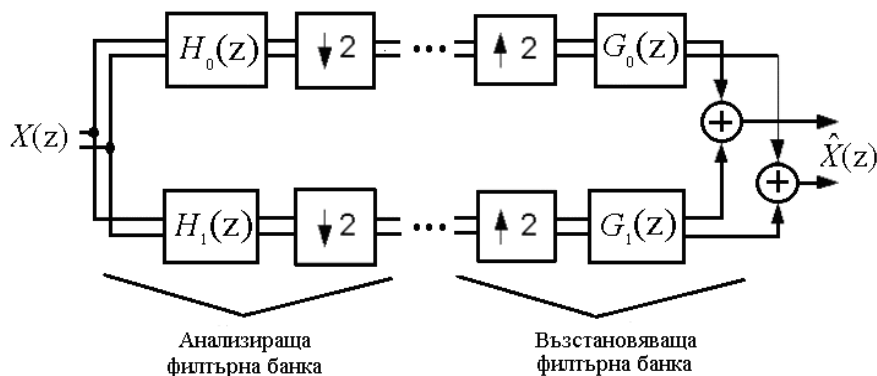 H₀(z) ↓ 2 ••• ↑ 2 G₀(z)
X(z)
X̂(z)
H₁(z) ↓ 2 ••• ↑ 2 G₁(z)
Анализираща
филтърна банка
Възстановяваща
филтърна банка